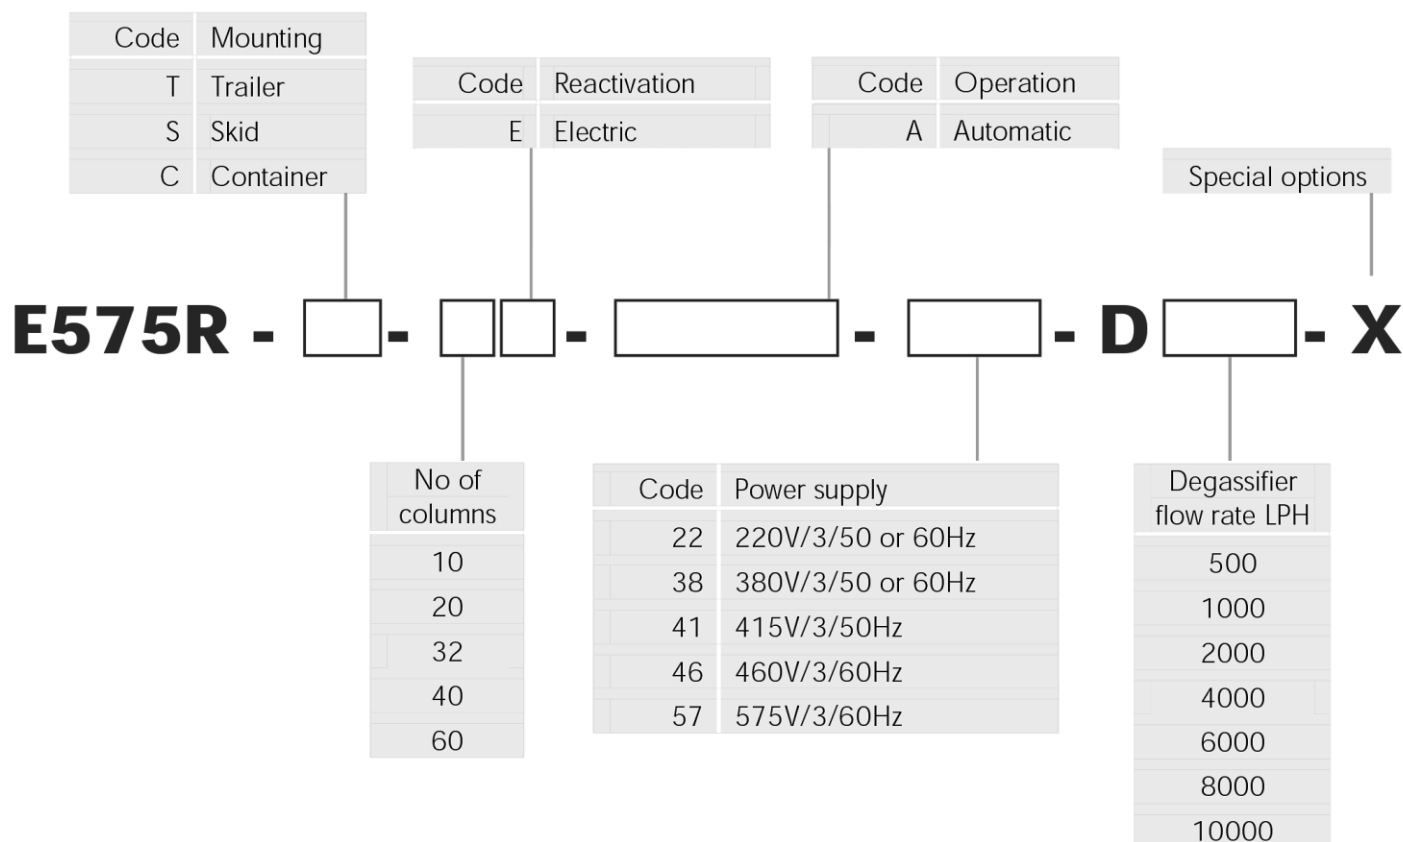 Code Mounting
T Trailer
S Skid
C Container
Code Reactivation
E Electric
Code Operation
A Automatic
Special options
E575R - - - - - D - X
No of
columns
10
20
32
40
60
Code Power supply
22 220V/3/50 or 60Hz
38 380V/3/50 or 60Hz
41 415V/3/50Hz
46 460V/3/60Hz
57 575V/3/60Hz
Degassifier
flow rate LPH
500
1000
2000
4000
6000
8000
10000